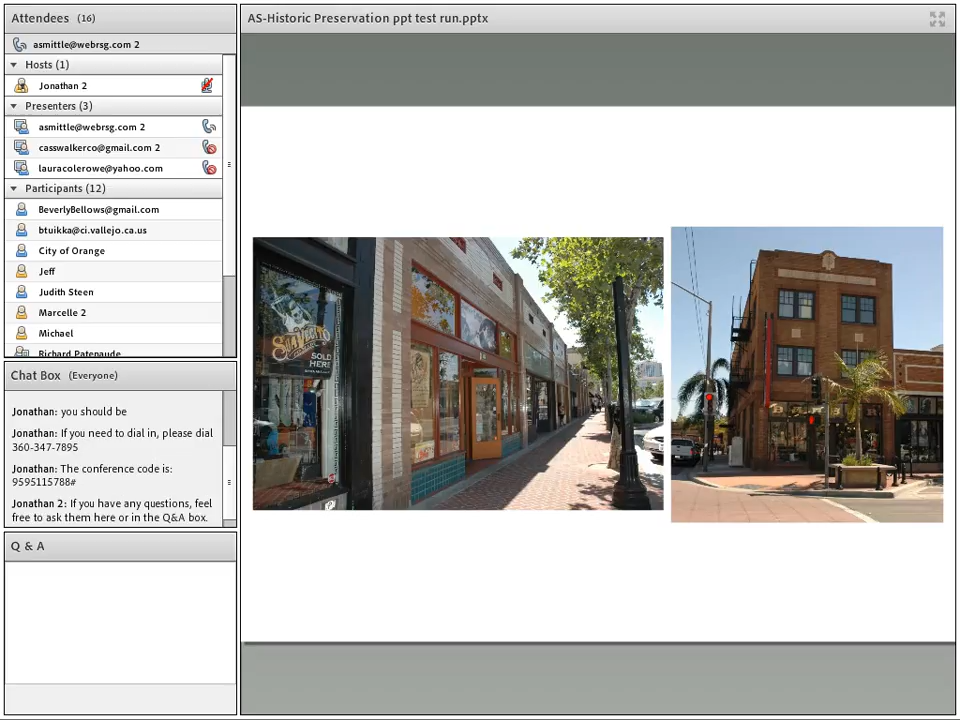 Attendees (16)
asmittle@webrsg.com 2
Hosts (1)
Jonathan 2
Presenters (3)
asmittle@webrsg.com 2
casswalkerco@gmail.com 2
lauracolerowe@yahoo.com
Participants (12)
BeverlyBellows@gmail.com
btuikka@ci.vallejo.ca.us
City of Orange
Jeff
Judith Steen
Marcelle 2
Michael
Richard Patenaude
Chat Box (Everyone)
Jonathan: you should be
Jonathan: If you need to dial in, please dial
360-347-7895
Jonathan: The conference code is:
9595115788#
Jonathan 2: If you have any questions, feel
free to ask them here or in the Q&A box.
Q & A
AS-Historic Preservation ppt test run.pptx
SUAVECITO
SOLD
HERE